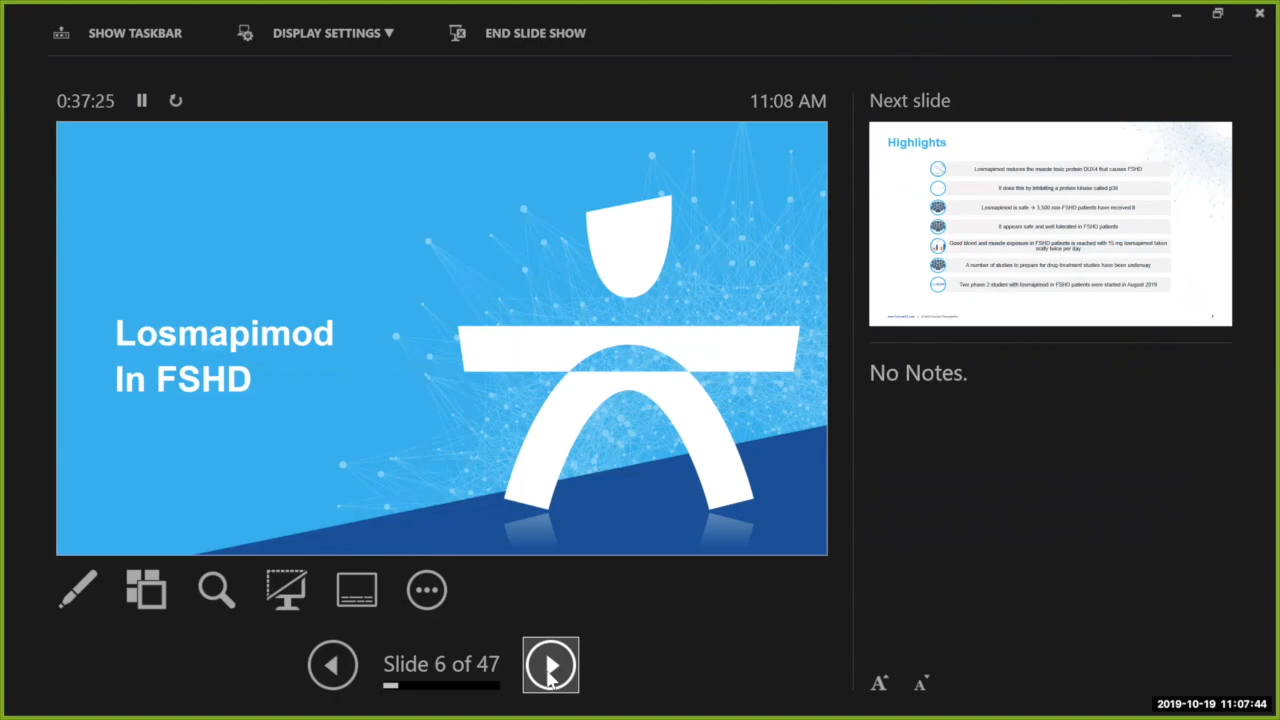 SHOW TASKBAR
DISPLAY SETTINGS ▼
END SLIDE SHOW
0:37:25
11:08 AM
Next slide
Losmapimod
In FSHD
Highlights
Losmapimod reduces the muscle toxic protein DUX4 that causes FSHD
It does this by inhibiting a protein kinase called p38
Losmapimod is safe → 3,500 non-FSHD patients have received it
It appears safe and well tolerated in FSHD patients
Good blood and muscle exposure in FSHD patients is reached with 15 mg losmapimod taken
orally twice per day
A number of studies to prepare for drug-treatment studies have been underway
Two phase 2 studies with losmapimod in FSHD patients were started in August 2019
7
No Notes.
Slide 6 of 47
A A
2019-10-19 11:07:44